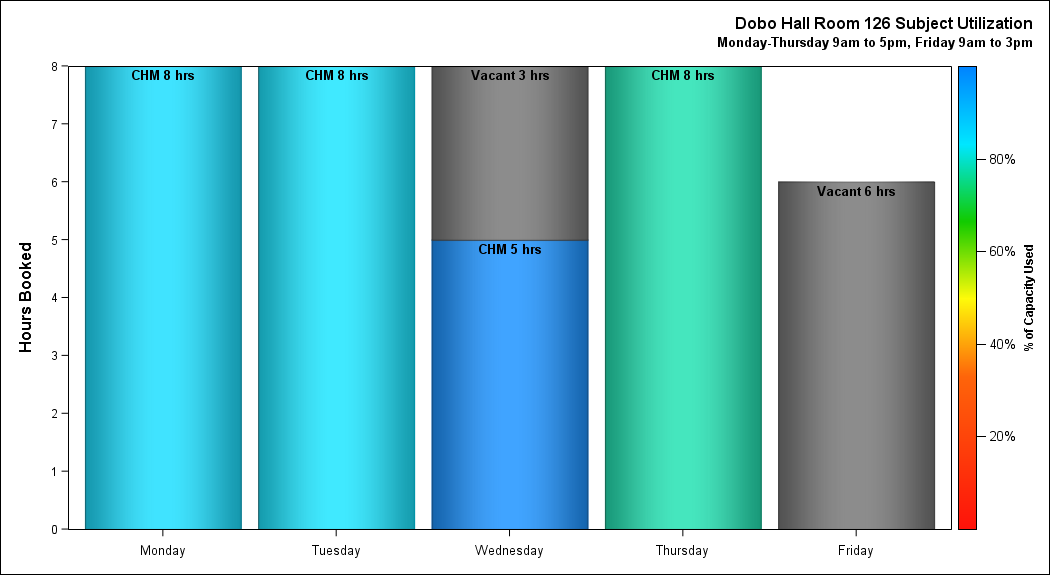 Dobo Hall Room 126 Subject Utilization
Monday-Thursday 9am to 5pm, Friday 9am to 3pm
Hours Booked
8
7
6
5
4
3
2
1
0
CHM 8 hrs
CHM 8 hrs
Vacant 3 hrs
CHM 5 hrs
CHM 8 hrs
Vacant 6 hrs
Monday
Tuesday
Wednesday
Thursday
Friday
80%
60%
40%
20%
% of Capacity Used